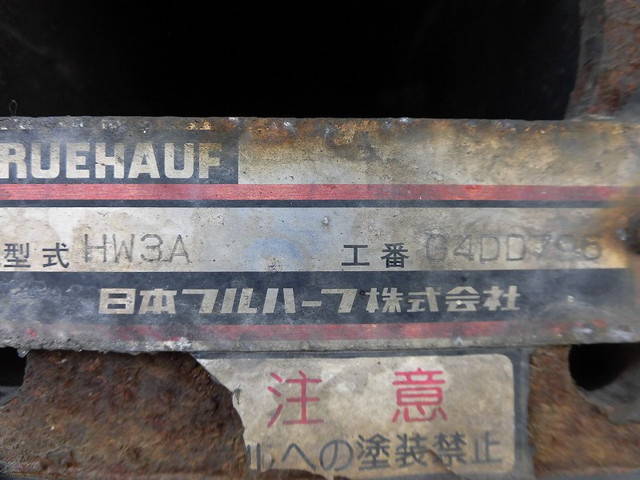 RUEHAUF
型式 HW3A 工番 G4DD795
日本フルハーフ株式会社
注意
ルへの塗装禁止